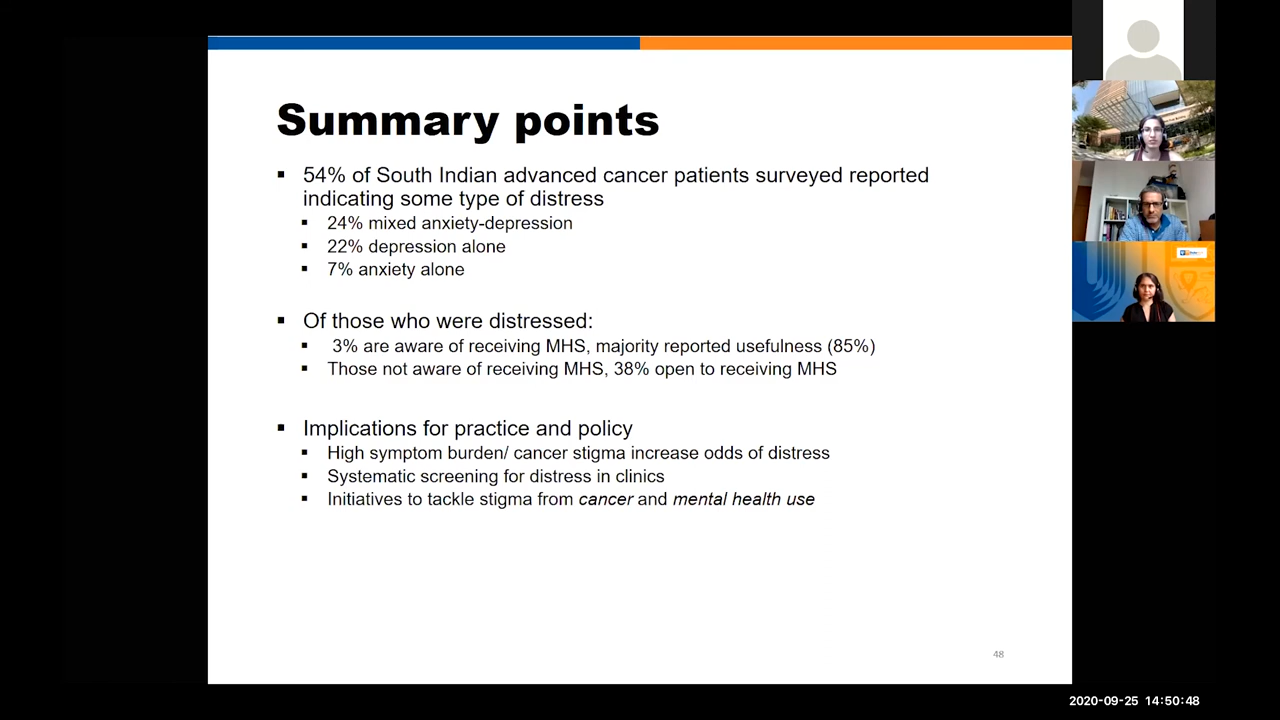 Summary points
54% of South Indian advanced cancer patients surveyed reported
indicating some type of distress
24% mixed anxiety-depression
22% depression alone
7% anxiety alone
Of those who were distressed:
3% are aware of receiving MHS, majority reported usefulness (85%)
Those not aware of receiving MHS, 38% open to receiving MHS
Implications for practice and policy
High symptom burden/ cancer stigma increase odds of distress
Systematic screening for distress in clinics
Initiatives to tackle stigma from cancer and mental health use
48
2020-09-25 14:50:48